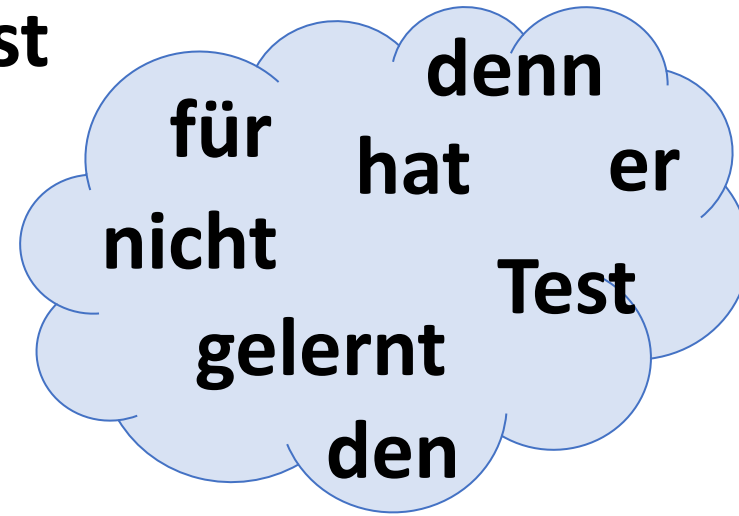 st
denn
für
hat er
nicht
Test
gelernt
den